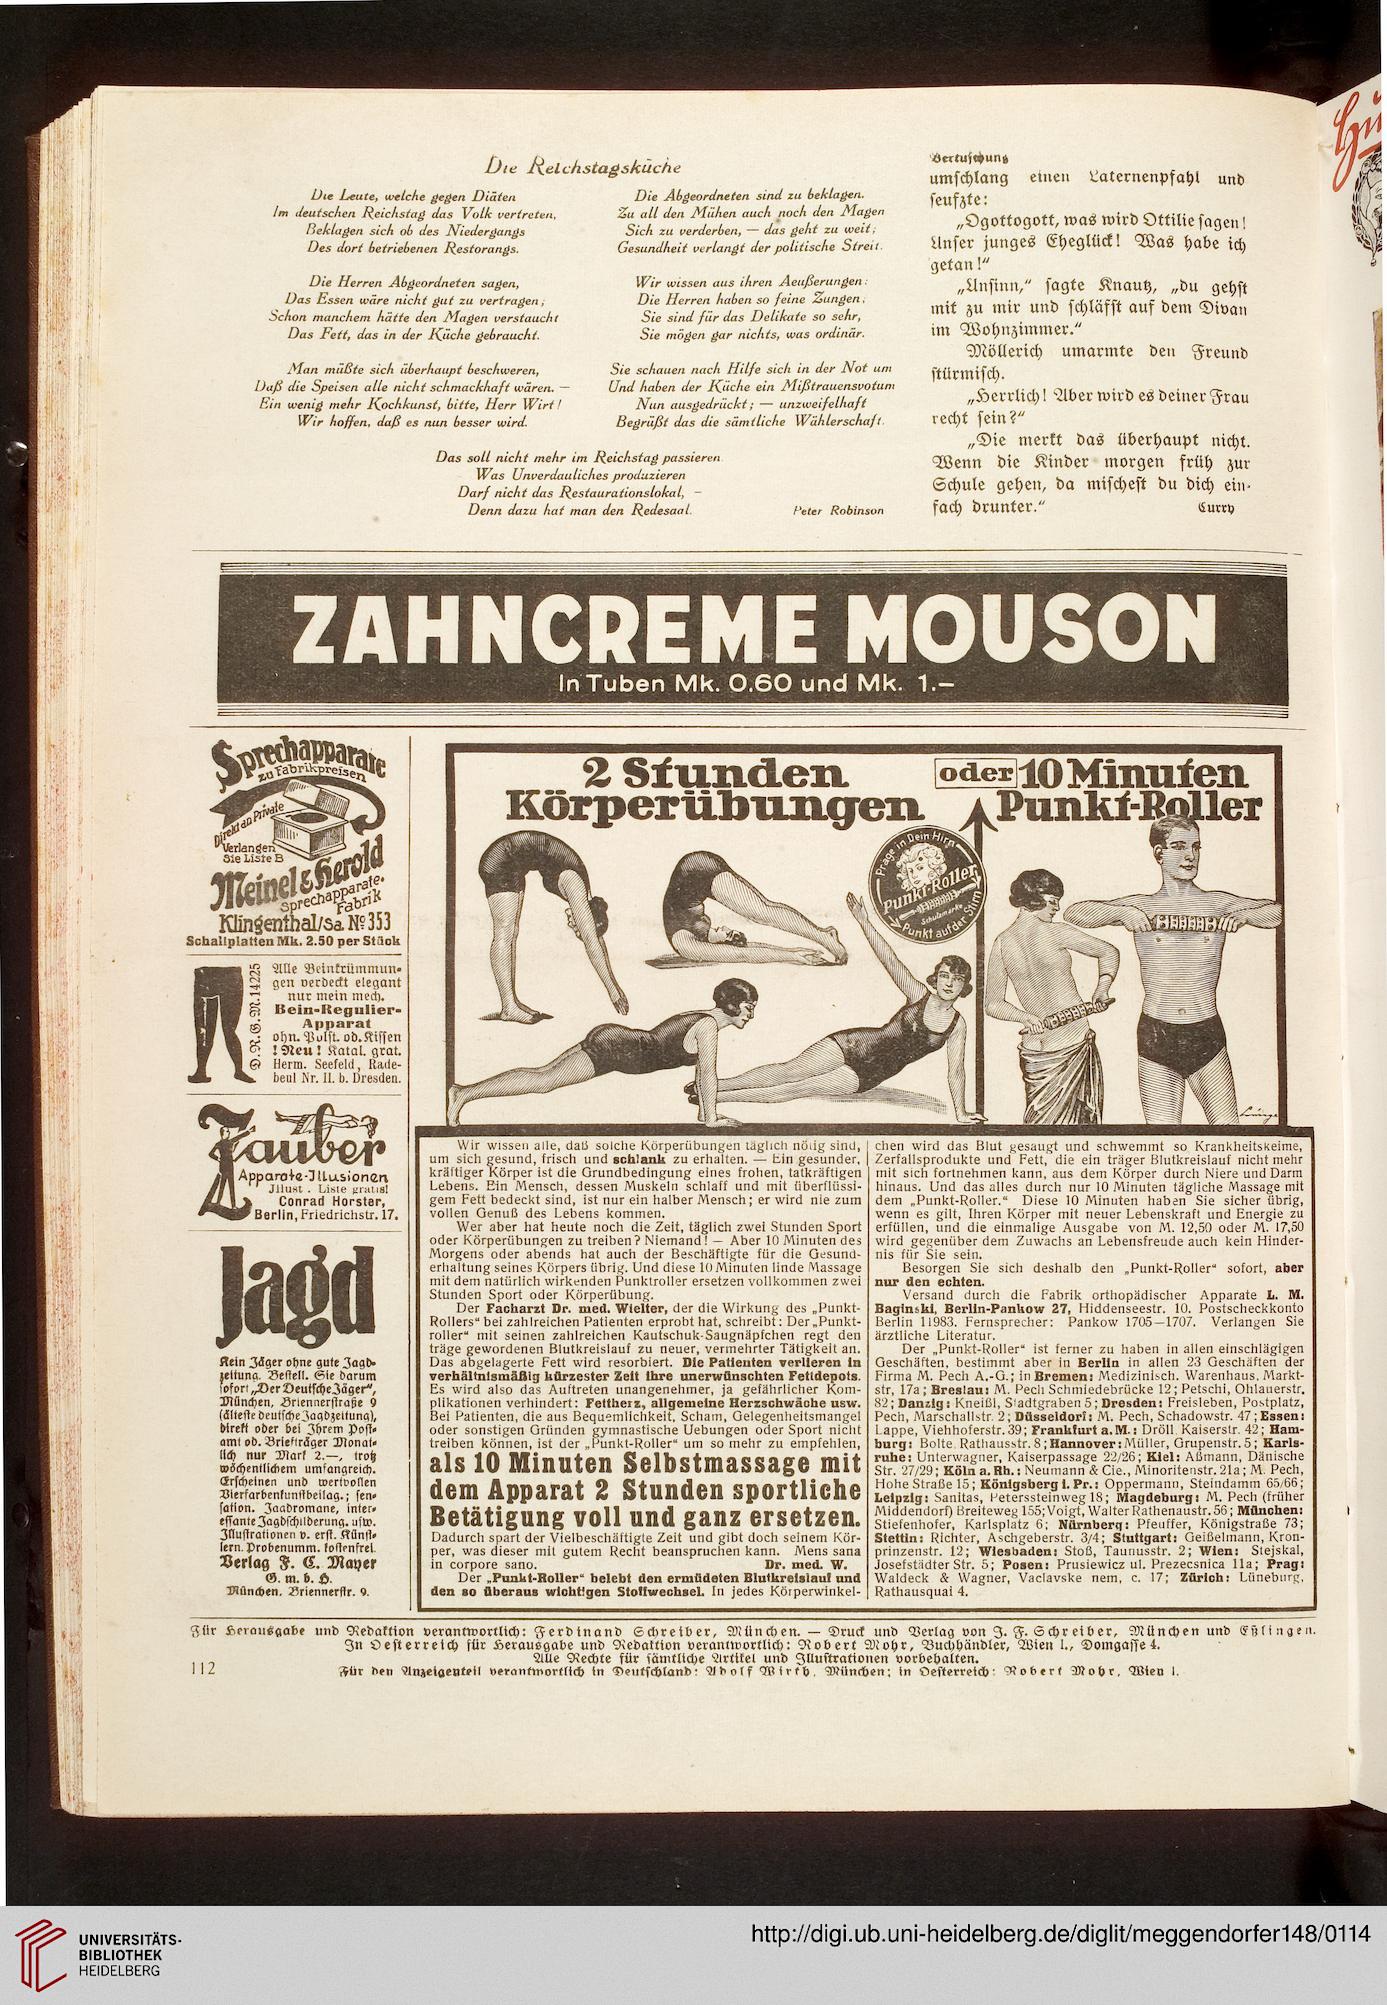 Die Reichstagsküche
Die Leute, welche gegen Diäten
Im deutschen Reichstag das Volk vertreten,
Beklagen sich ob des Niedergangs
Des dort betriebenen Restorangs.
Die Herren Abgeordneten sagen,
Das Essen wäre nicht gut zu vertragen;
Schon manchem hätte den Magen verstaucht
Das Fett, das in der Küche gebraucht.
Man müßte sich überhaupt beschweren,
Daß die Speisen alle nicht schmackhaft wären. —
Ein wenig mehr Kochkunst, bitte, Herr Wirt!
Wir hoffen, daß es nun besser wird.
Die Abgeordneten sind zu beklagen.
Zu all den Mühen auch noch den Magen
Sich zu verderben, — das geht zu weit;
Gesundheit verlangt der politische Streit.
Wir wissen aus ihren Aeußerungen:
Die Herren haben so feine Zungen,
Sie sind für das Delikate so sehr,
Sie mögen gar nichts, was ordinär.
Sie schauen nach Hilfe sich in der Not um
Und haben der Küche ein Mißtrauensvotum
Nun ausgedrückt; — unzweifelhaft
Begrüßt das die sämtliche Wählerschaft.
Das soll nicht mehr im Reichstag passieren
Was Unverdauliches produzieren
Darf nicht das Restaurationslokal, —
Denn dazu hat man den Redesaal.
Peter Robinson
Vertuschung
umschlang einen Laternenpfahl und
seufzte:
„Ogottogott, was wird Ottilie sagen!
Unser junges Eheglück! Was habe ich
getan!"
„Unsinn," sagte Knautz, „du gehst
mit zu mir und schläfst auf dem Divan
im Wohnzimmer."
Möllerich umarmte den Freund
stürmisch.
„Herrlich! Aber wird es deiner Frau
recht sein?"
„Die merkt das überhaupt nicht.
Wenn die Kinder morgen früh zur
Schule gehen, da mischest du dich ein-
fach drunter."
Curry
ZAHNCREME MOUSON
In Tuben Mk. 0.60 und Mk. 1.—
Sprechapparate
zu Fabrikpreisen
Direkt an Private
Verlangen
Sie Liste B
Meinel & Herold
Sprechapparate-
Fabrik
Klingenthal/Sa. No 353
Schallplatten Mk. 2.50 per Stück
D.R.G.M. 14225
Alle Beinkrümmun-
gen verdeckt elegant
nur mein mech.
Bein-Regulier-
Apparat
ohn. Polst. od. Kissen
! Neu ! Katal. grat.
Herm. Seefeld, Rade-
beul Nr. II. b. Dresden.
Zauber
Apparate-Jllusionen
Jllust. Liste gratis!
Conrad Horster,
Berlin, Friedrichstr. 17.
Jagd
Kein Jäger ohne gute Jagd-
zeitung. Bestell. Sie darum
sofort „Der Deutsche Jäger",
München, Briennerstraße 9
(älteste deutsche Jagdzeitung),
direkt oder bei Ihrem Post-
amt od. Briefträger Monat-
lich nur Mark 2.—, trotz
wöchentlichem umfangreich.
Erscheinen und wertvollen
Vierfarbenkunstbeilag.; sen-
sation. Jagdromane, inter-
essante Jagdschilderung. usw.
Illustrationen v. erst. Künst-
lern. Probenumm. kostenfrei.
Verlag F. C. Mayer
G. m. b. H.
München. Briennerstr. 9.
2 Stunden
Körperübungen
oder 10 Minuten
Punkt-Roller
Präge in Dein Hirn
Punkt-Roller
Schutzmarke
Punkt auf der Stirn
Wir wissen alle, daß solche Körperübungen täglich nötig sind,
um sich gesund, frisch und schlank zu erhalten. — Ein gesunder,
kräftiger Körper ist die Grundbedingung eines frohen, tatkräftigen
Lebens. Ein Mensch, dessen Muskeln schlaff und mit überflüssi-
gem Fett bedeckt sind, ist nur ein halber Mensch; er wird nie zum
vollen Genuß des Lebens kommen.
Wer aber hat heute noch die Zeit, täglich zwei Stunden Sport
oder Körperübungen zu treiben? Niemand! — Aber 10 Minuten des
Morgens oder abends hat auch der Beschäftigte für die Gesund-
erhaltung seines Körpers übrig. Und diese 10 Minuten linde Massage
mit dem natürlich wirkenden Punktroller ersetzen vollkommen zwei
Stunden Sport oder Körperübung.
Der Facharzt Dr. med. Wielter, der die Wirkung des „Punkt-
Rollers" bei zahlreichen Patienten erprobt hat, schreibt: Der „Punkt-
roller" mit seinen zahlreichen Kautschuk-Saugnäpfchen regt den
träge gewordenen Blutkreislauf zu neuer, vermehrter Tätigkeit an.
Das abgelagerte Fett wird resorbiert. Die Patienten verlieren in
verhältnismäßig kürzester Zeit ihre unerwünschten Fettdepots.
Es wird also das Auftreten unangenehmer, ja gefährlicher Kom-
plikationen verhindert: Fettherz, allgemeine Herzschwäche usw.
Bei Patienten, die aus Bequemlichkeit, Scham, Gelegenheitsmangel
oder sonstigen Gründen gymnastische Uebungen oder Sport nicht
treiben können, ist der „Punkt-Roller" um so mehr zu empfehlen,
als 10 Minuten Selbstmassage mit
dem Apparat 2 Stunden sportliche
Betätigung voll und ganz ersetzen.
Dadurch spart der Vielbeschäftigte Zeit und gibt doch seinem Kör-
per, was dieser mit gutem Recht beanspruchen kann. Mens sana
in corpore sano. Dr. med. W.
Der „Punkt-Roller" belebt den ermüdeten Blutkreislauf und
den so überaus wichtigen Stoffwechsel. In jedes Körperwinkel-
chen wird das Blut gesaugt und schwemmt so Krankheitskeime,
Zerfallsprodukte und Fett, die ein träger Blutkreislauf nicht mehr
mit sich fortnehmen kann, aus dem Körper durch Niere und Darm
hinaus. Und das alles durch nur 10 Minuten tägliche Massage mit
dem „Punkt-Roller." Diese 10 Minuten haben Sie sicher übrig,
wenn es gilt, Ihren Körper mit neuer Lebenskraft und Energie zu
erfüllen, und die einmalige Ausgabe von M. 12,50 oder M. 17,50
wird gegenüber dem Zuwachs an Lebensfreude auch kein Hinder-
nis für Sie sein.
Besorgen Sie sich deshalb den „Punkt-Roller" sofort, aber
nur den echten.
Versand durch die Fabrik orthopädischer Apparate L. M.
Baginski, Berlin-Pankow 27, Hiddenseestr. 10. Postscheckkonto
Berlin 11983. Fernsprecher: Pankow 1705—1707. Verlangen Sie
ärztliche Literatur.
Der „Punkt-Roller" ist ferner zu haben in allen einschlägigen
Geschäften, bestimmt aber in Berlin in allen 23 Geschäften der
Firma M. Pech A.-G.; in Bremen: Medizinisch. Warenhaus, Markt-
str, 17a; Breslau: M. Pech Schmiedebrücke 12; Petschi, Ohlauerstr.
82; Danzig: Kneißl, Stadtgraben 5; Dresden: Freisleben, Postplatz,
Pech, Marschallstr. 2; Düsseldorf: M. Pech, Schadowstr. 47; Essen:
Lappe, Viehhoferstr. 39; Frankfurt a. M.: Dröll, Kaiserstr. 42; Ham-
burg: Bolte, Rathausstr. 8; Hannover: Müller, Grupenstr. 5; Karls-
ruhe: Unterwagner, Kaiserpassage 22/26; Kiel: Aßmann, Dänische
Str. 27/29; Köln a. Rh.: Neumann & Cie., Minoritenstr. 21a; M. Pech,
Hohe Straße 15; Königsberg i. Pr.: Oppermann, Steindamm 65/66;
Leipzig: Sanitas, Peterssteinweg 18; Magdeburg: M. Pech (früher
Middendorf) Breiteweg 155; Voigt, Walter Rathenaustr. 56; München:
Stiefenhofer, Karlsplatz 6; Nürnberg: Pfeuffer, Königstraße 73;
Stettin: Richter, Aschgeberstr. 3/4; Stuttgart: Geißelmann, Kron-
prinzenstr. 12; Wiesbaden: Stoß, Taunusstr. 2; Wien: Stejskal,
Josefstädter Str. 5; Posen: Prusiewicz ul. Prezecsnica 11a; Prag:
Waldeck & Wagner, Vaclavske nem, c. 17; Zürich: Lüneburg,
Rathausquai 4.
Für Herausgabe und Redaktion verantwortlich: Ferdinand Schreiber, München. — Druck und Verlag von J. F. Schreiber, München und Eßlingen.
In Oesterreich für Herausgabe und Redaktion verantwortlich: Robert Mohr, Buchhändler, Wien I., Domgasse 4.
Alle Rechte für sämtliche Artikel und Illustrationen vorbehalten.
Für den Anzeigenteil verantwortlich in Deutschland: Adolf Wirth, München; in Oesterreich: Robert Mohr, Wien I.
112
UNIVERSITÄTS-
BIBLIOTHEK
HEIDELBERG
http://digi.ub.uni-heidelberg.de/diglit/meggendorfer148/0114